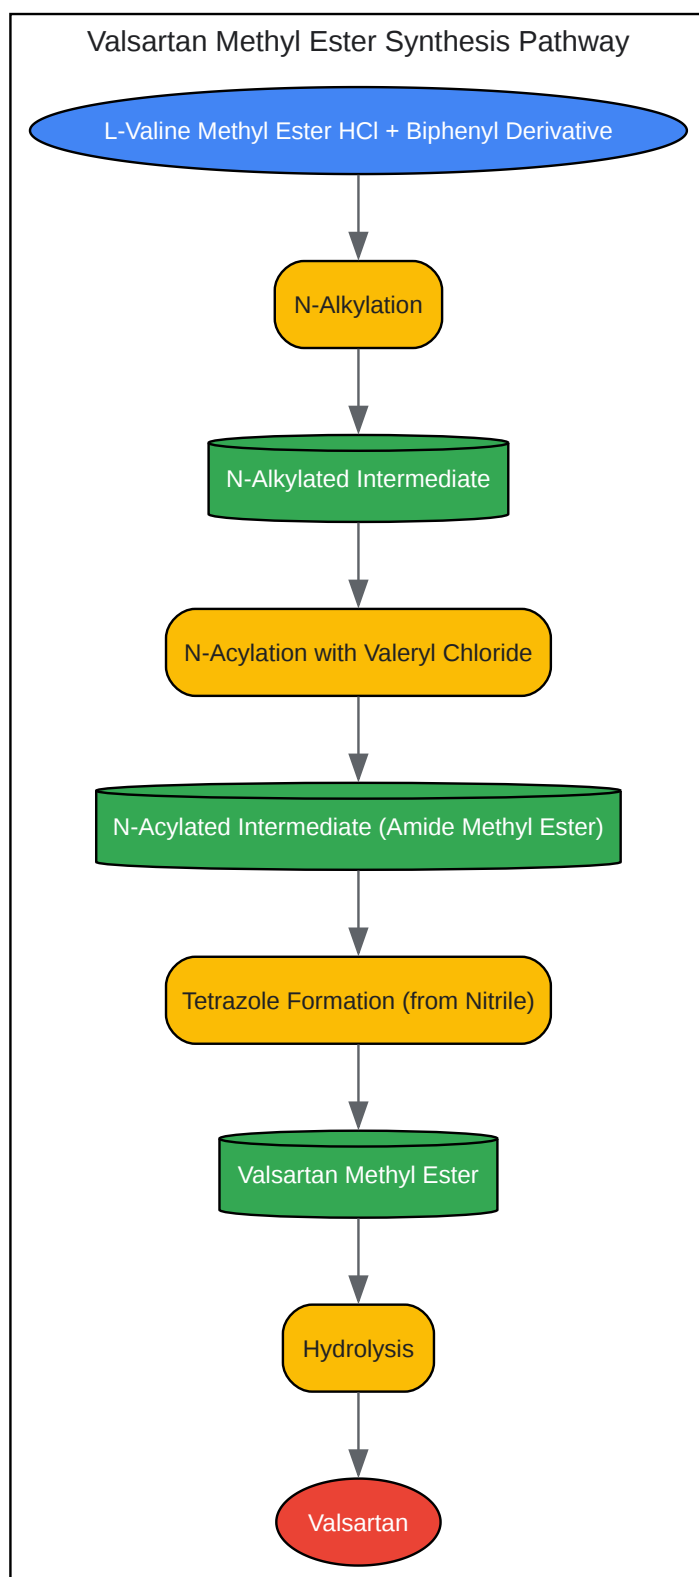 Valsartan Methyl Ester Synthesis Pathway
L-Valine Methyl Ester HCl + Biphenyl Derivative
N-Alkylation
N-Alkylated Intermediate
N-Acylation with Valeryl Chloride
N-Acylated Intermediate (Amide Methyl Ester)
Tetrazole Formation (from Nitrile)
Valsartan Methyl Ester
Hydrolysis
Valsartan